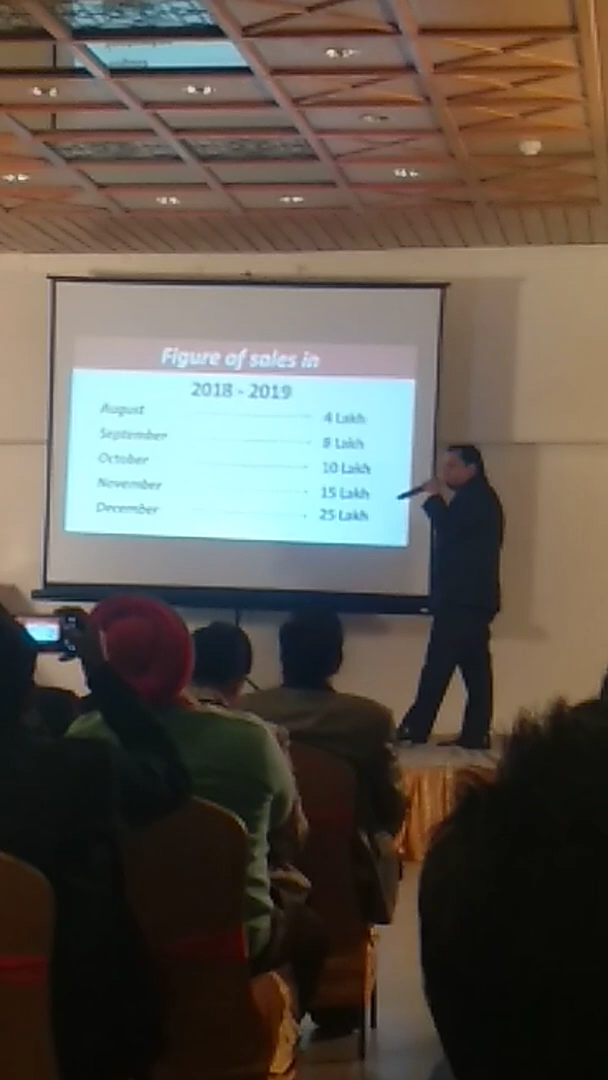 Figure of sales in
2018 - 2019
August 4 Lakh
September 8 Lakh
October 10 Lakh
November 15 Lakh
December 25 Lakh